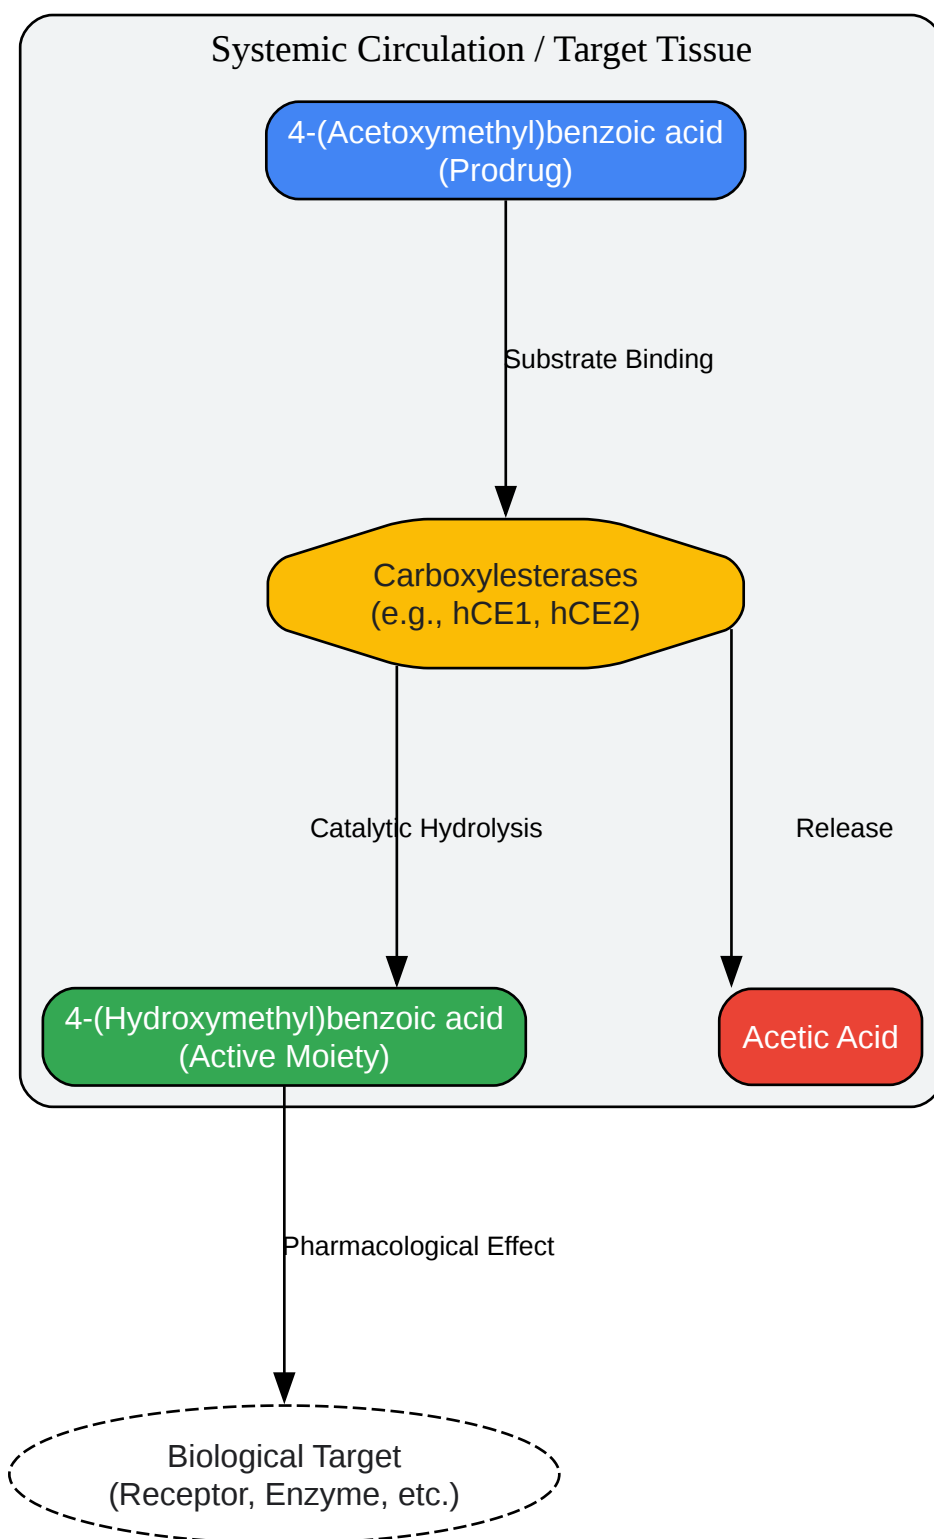 Systemic Circulation / Target Tissue
4-(Acetoxymethyl)benzoic acid
(Prodrug)
Substrate Binding
Carboxylesterases
(e.g., hCE1, hCE2)
Catalytic Hydrolysis
Release
4-(Hydroxymethyl)benzoic acid
(Active Moiety)
Acetic Acid
Pharmacological Effect
Biological Target
(Receptor, Enzyme, etc.)